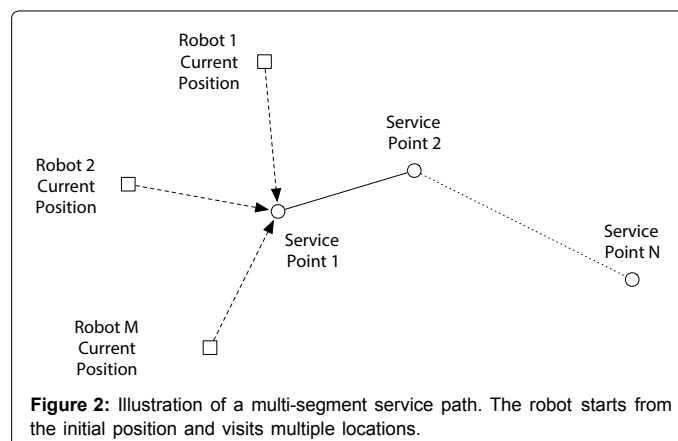 Robot 1
Current
Position
Service
Point 2
Robot 2
Current
Position
Service
Point 1
Service
Point N
Robot M
Current
Position
Figure 2: Illustration of a multi-segment service path. The robot starts from
the initial position and visits multiple locations.